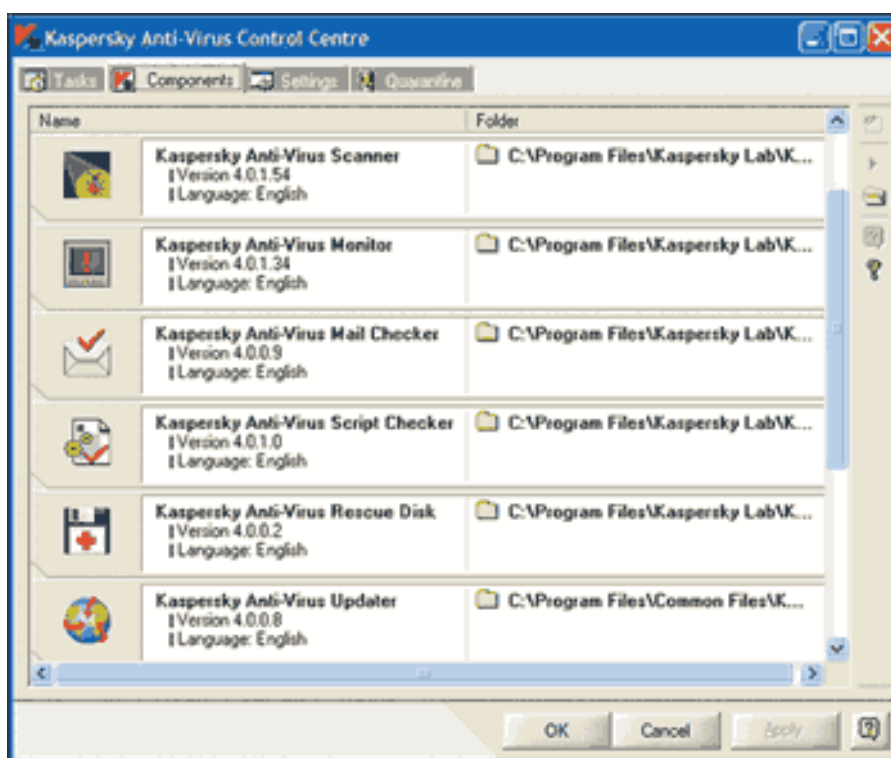 Kaspersky Anti-Virus Control Centre
Tasks Components Settings Quarantine
Name Folder
Kaspersky Anti-Virus Scanner C:\Program Files\Kaspersky Lab\K...
Version 4.0.1.54
Language: English
Kaspersky Anti-Virus Monitor C:\Program Files\Kaspersky Lab\K...
Version 4.0.1.34
Language: English
Kaspersky Anti-Virus Mail Checker C:\Program Files\Kaspersky Lab\K...
Version 4.0.0.9
Language: English
Kaspersky Anti-Virus Script Checker C:\Program Files\Kaspersky Lab\K...
Version 4.0.1.0
Language: English
Kaspersky Anti-Virus Rescue Disk C:\Program Files\Kaspersky Lab\K...
Version 4.0.0.2
Language: English
Kaspersky Anti-Virus Updater C:\Program Files\Common Files\K...
Version 4.0.0.8
Language: English
OK Cancel Apply